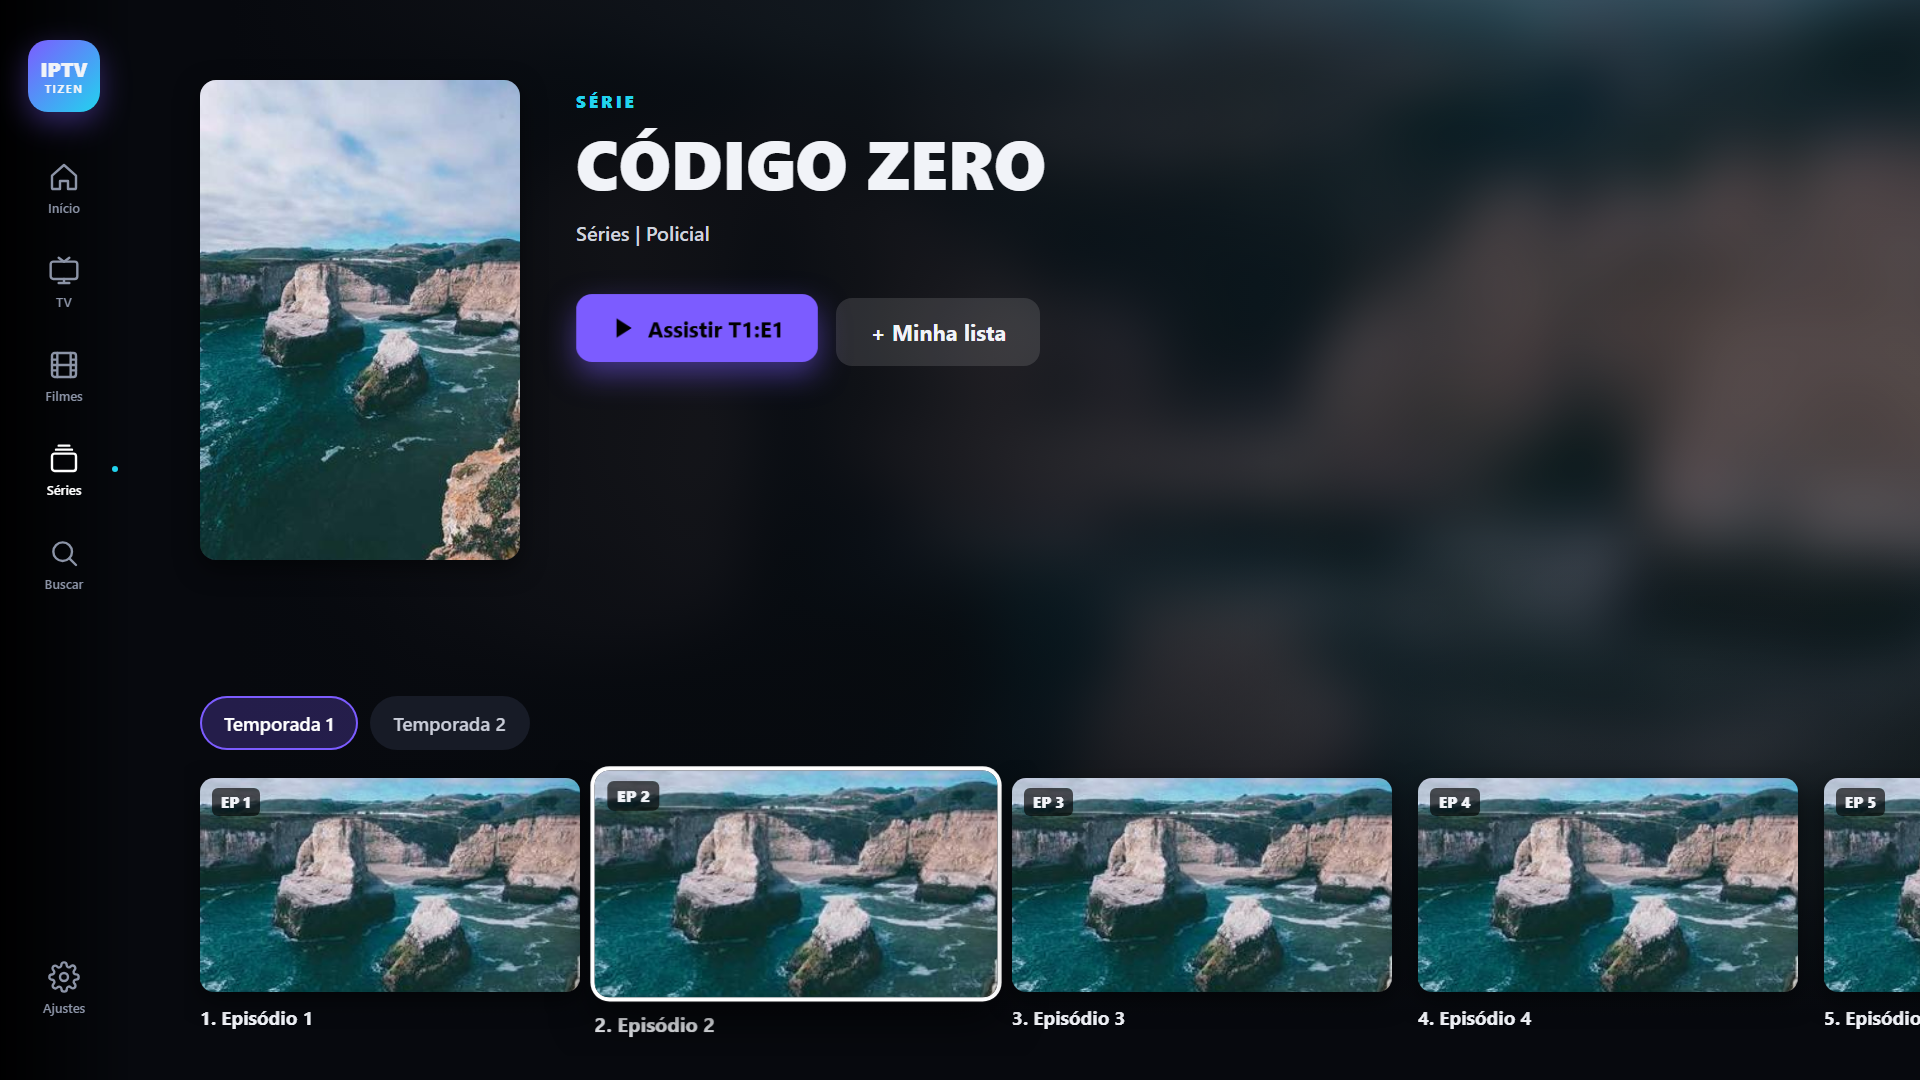 IPTV
TIZEN
Início
TV
Filmes
Séries
Buscar
Ajustes
SÉRIE
CÓDIGO ZERO
Séries | Policial
Assistir T1:E1
+ Minha lista
Temporada 1
Temporada 2
EP 1
1. Episódio 1
EP 2
2. Episódio 2
EP 3
3. Episódio 3
EP 4
4. Episódio 4
EP 5
5. Episódio